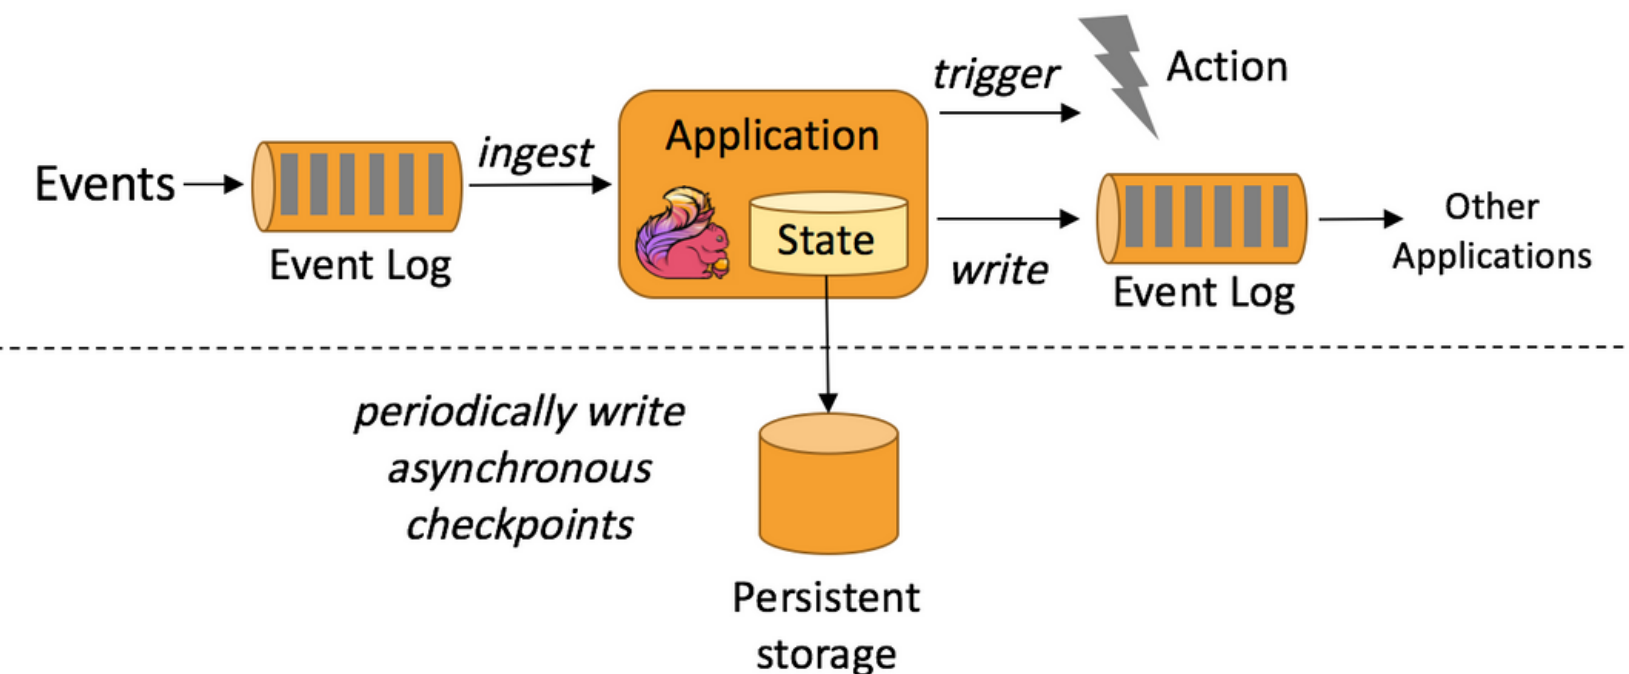 Events
Event Log
ingest
Application
State
trigger
Action
write
Event Log
Other
Applications
periodically write
asynchronous
checkpoints
Persistent
storage